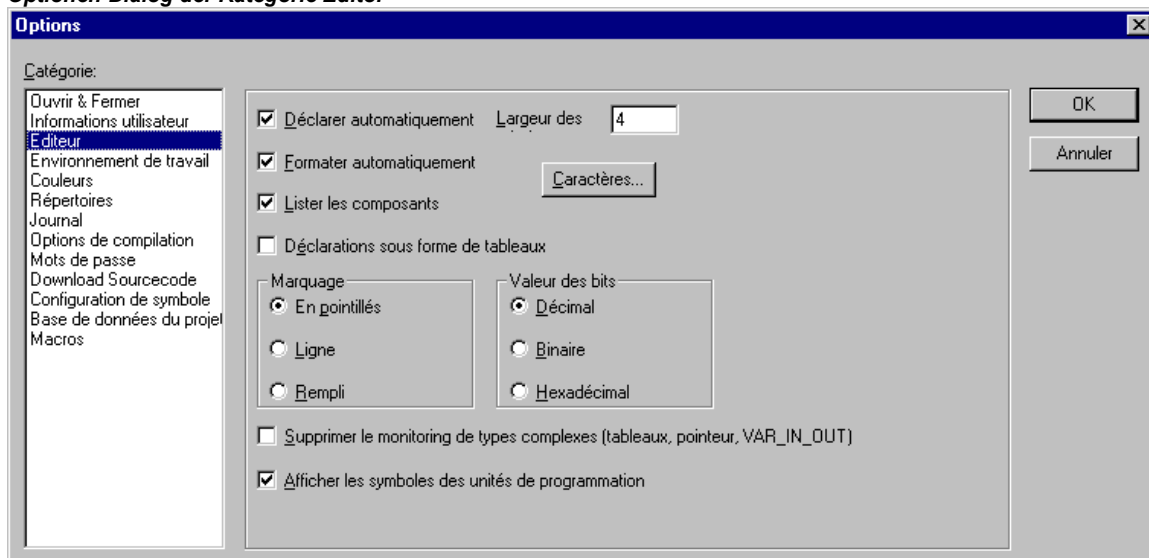 Optionen-Dialog der Kategorie Editor
Options
Catégorie:
Ouvrir & Fermer
Informations utilisateur
Editeur
Environnement de travail
Couleurs
Répertoires
Journal
Options de compilation
Mots de passe
Download Sourcecode
Configuration de symbole
Base de données du projet
Macros
Déclarer automatiquement
Largeur des
4
Formater automatiquement
Caractères...
Lister les composants
Déclarations sous forme de tableaux
Marquage
En pointillés
Ligne
Rempli
Valeur des bits
Décimal
Binaire
Hexadécimal
Supprimer le monitoring de types complexes (tableaux, pointeur, VAR_IN_OUT)
Afficher les symboles des unités de programmation
OK
Annuler